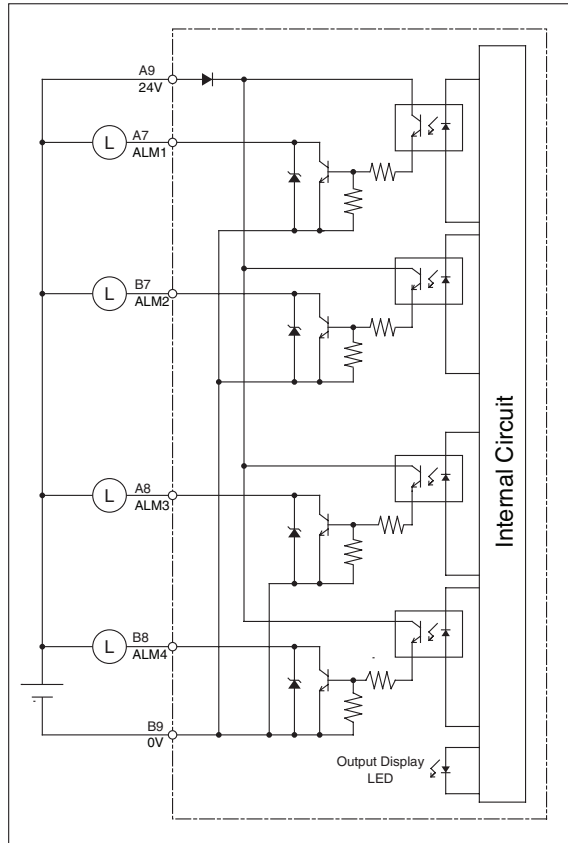 A9
24V
L
A7
ALM1
L
B7
ALM2
L
A8
ALM3
L
B8
ALM4
B9
0V
Output Display
LED
Internal Circuit